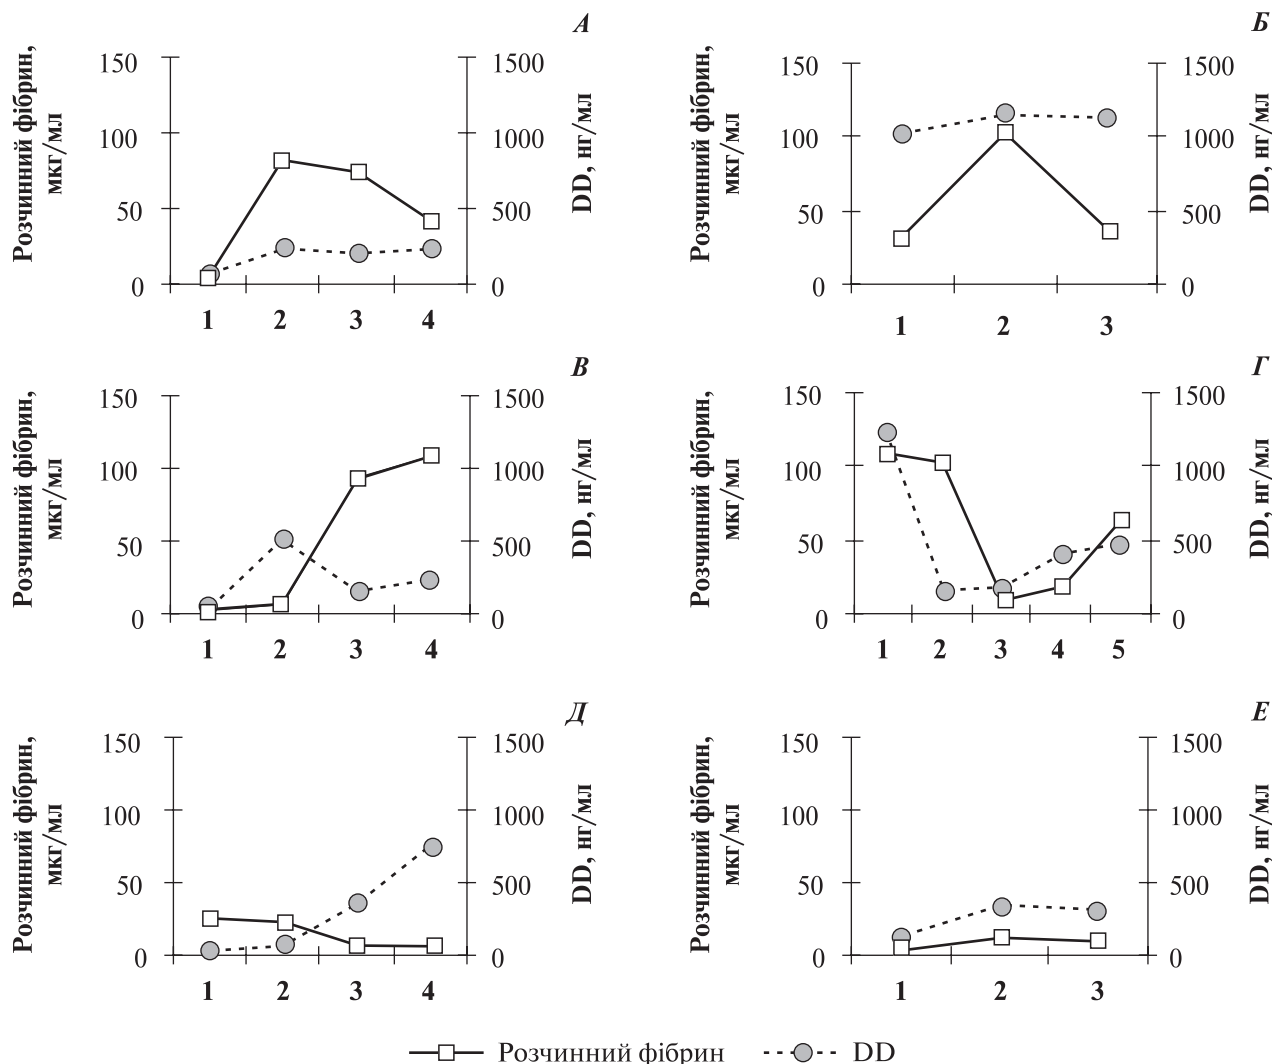 А
Розчинний фібрин,
мкг/мл
150
100
50
0
1500
1000
500
0
DD, нг/мл
1 2 3 4
Б
Розчинний фібрин,
мкг/мл
150
100
50
0
1500
1000
500
0
DD, нг/мл
1 2 3
В
Розчинний фібрин,
мкг/мл
150
100
50
0
1500
1000
500
0
DD, нг/мл
1 2 3 4
Г
Розчинний фібрин,
мкг/мл
150
100
50
0
1500
1000
500
0
DD, нг/мл
1 2 3 4 5
Д
Розчинний фібрин,
мкг/мл
150
100
50
0
1500
1000
500
0
DD, нг/мл
1 2 3 4
Е
Розчинний фібрин,
мкг/мл
150
100
50
0
1500
1000
500
0
DD, нг/мл
1 2 3
Розчинний фібрин DD